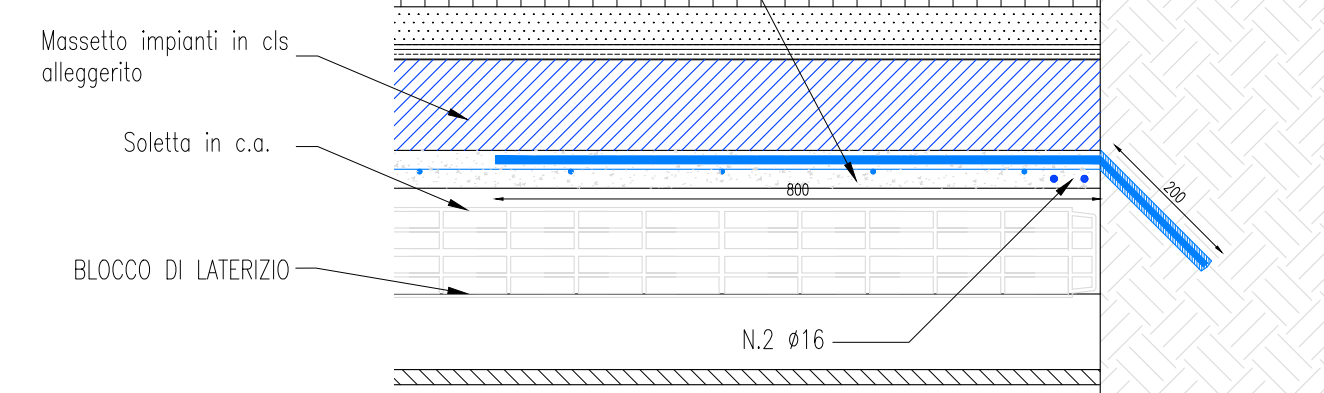 Massetto impianti in cls
alleggerito
Soletta in c.a.
800
200
BLOCCO DI LATERIZIO
N.2 ø16